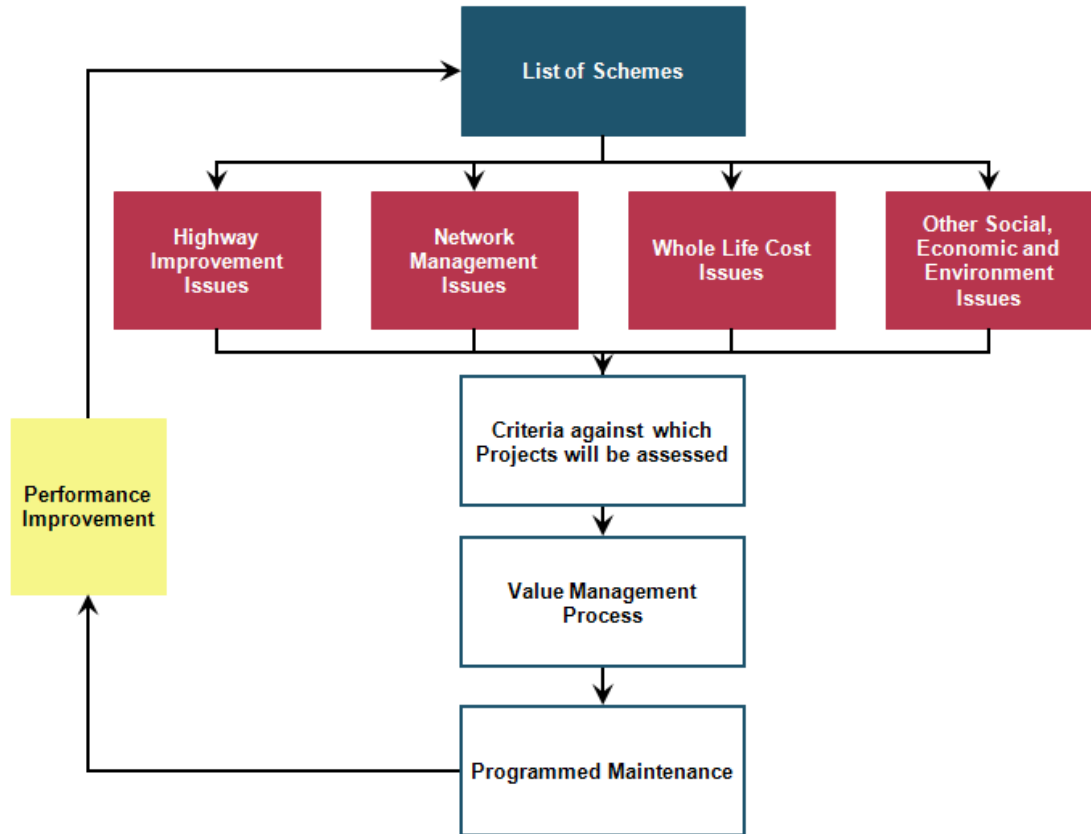 List of Schemes
Highway
Improvement
Issues
Network
Management
Issues
Whole Life Cost
Issues
Other Social,
Economic and
Environment
Issues
Criteria against which
Projects will be assessed
Performance
Improvement
Value Management
Process
Programmed Maintenance